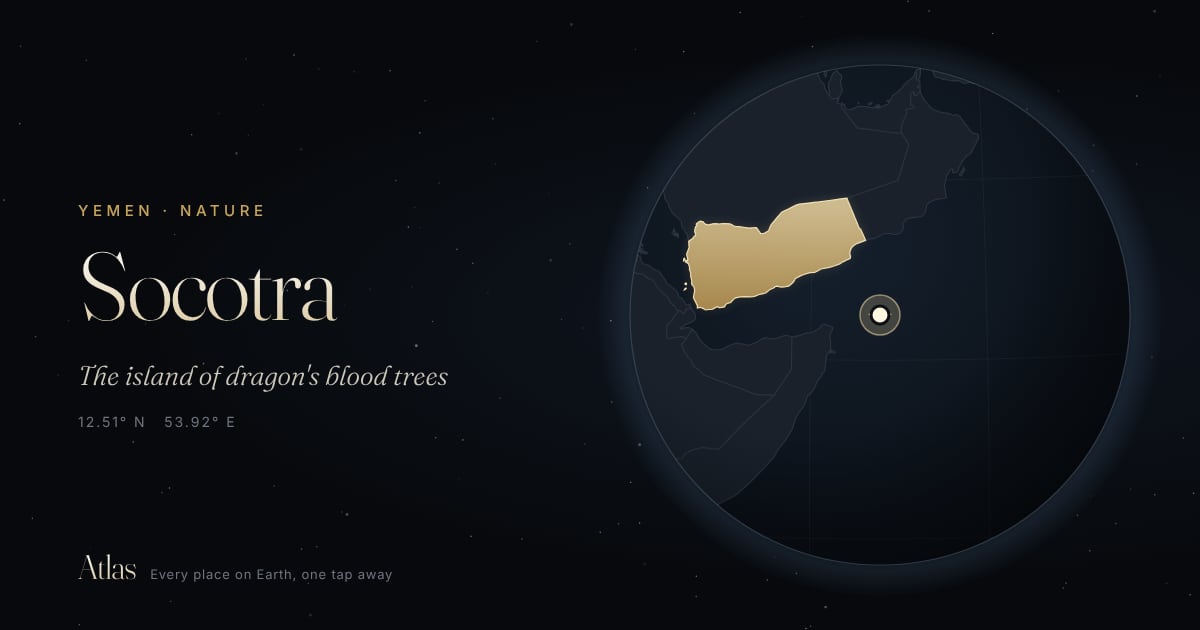 YEMEN · NATURE
Socotra
The island of dragon's blood trees
12.51° N 53.92° E
Atlas Every place on Earth, one tap away